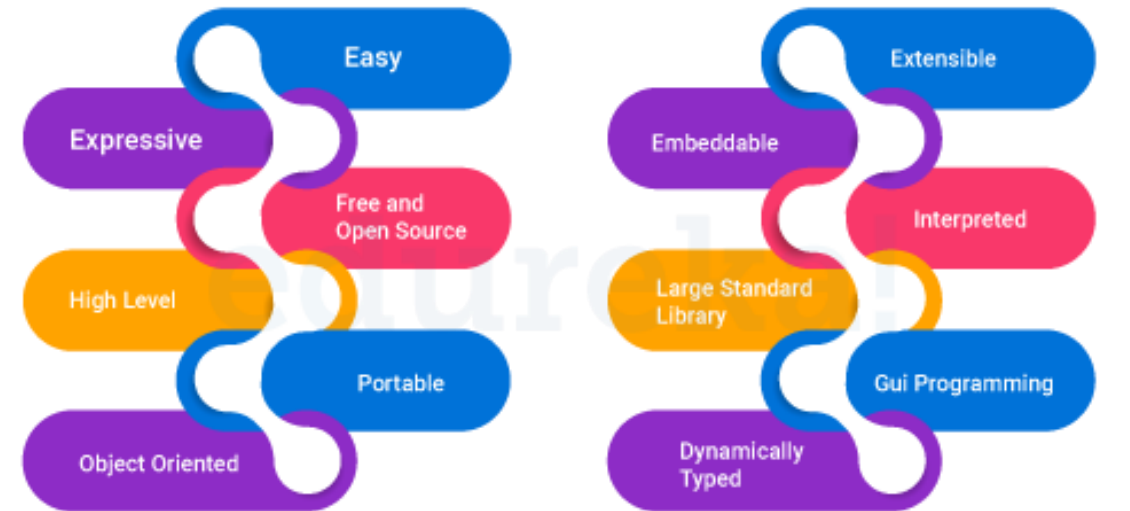 Easy
Expressive
Free and
Open Source
High Level
Portable
Object Oriented
Extensible
Embeddable
Interpreted
Large Standard
Library
Gui Programming
Dynamically
Typed
edureka!